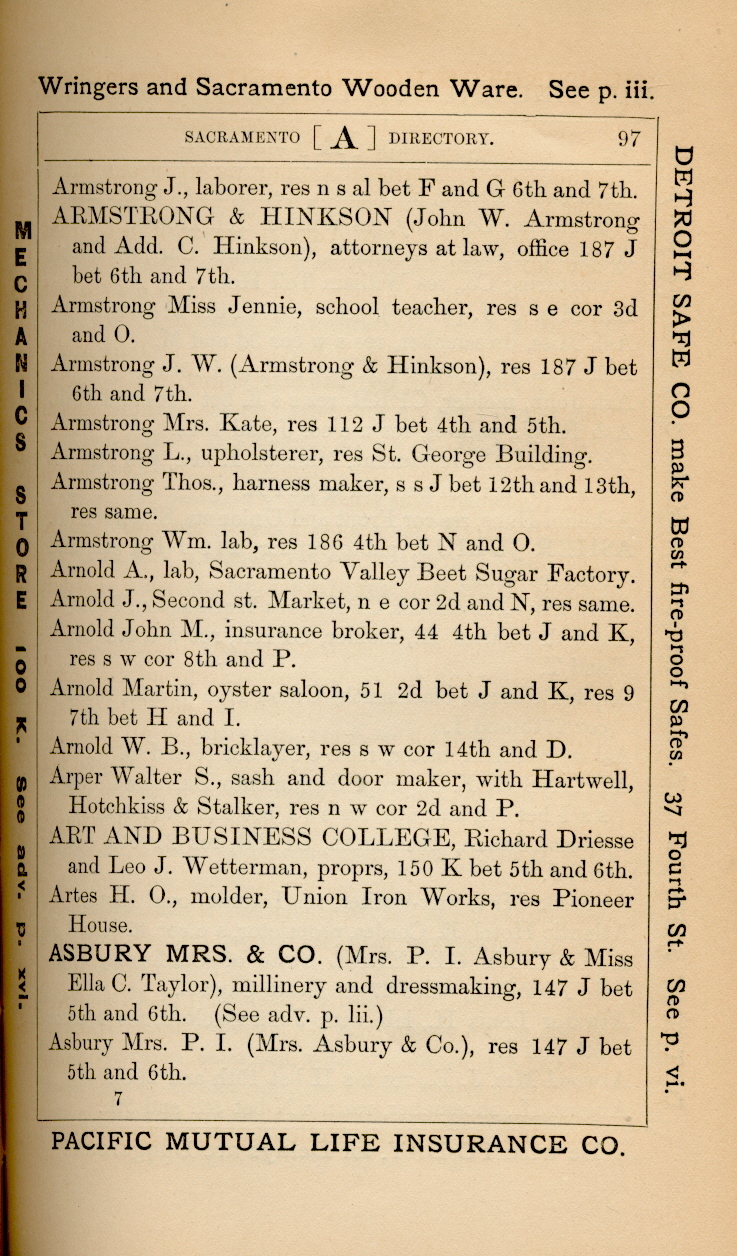 Wringers and Sacramento Wooden Ware. See p. iii.
SACRAMENTO [ A ] DIRECTORY. 97
Armstrong J., laborer, res n s al bet F and G 6th and 7th.
ARMSTRONG & HINKSON (John W. Armstrong
and Add. C. Hinkson), attorneys at law, office 187 J
bet 6th and 7th.
Armstrong Miss Jennie, school teacher, res s e cor 3d
and O.
Armstrong J. W. (Armstrong & Hinkson), res 187 J bet
6th and 7th.
Armstrong Mrs. Kate, res 112 J bet 4th and 5th.
Armstrong L., upholsterer, res St. George Building.
Armstrong Thos., harness maker, s s J bet 12th and 13th,
res same.
Armstrong Wm. lab, res 186 4th bet N and O.
Arnold A., lab, Sacramento Valley Beet Sugar Factory.
Arnold J., Second st. Market, n e cor 2d and N, res same.
Arnold John M., insurance broker, 44 4th bet J and K,
res s w cor 8th and P.
Arnold Martin, oyster saloon, 51 2d bet J and K, res 9
7th bet H and I.
Arnold W. B., bricklayer, res s w cor 14th and D.
Arper Walter S., sash and door maker, with Hartwell,
Hotchkiss & Stalker, res n w cor 2d and P.
ART AND BUSINESS COLLEGE, Richard Driesse
and Leo J. Wetterman, proprs, 150 K bet 5th and 6th.
Artes H. O., molder, Union Iron Works, res Pioneer
House.
ASBURY MRS. & CO. (Mrs. P. I. Asbury & Miss
Ella C. Taylor), millinery and dressmaking, 147 J bet
5th and 6th. (See adv. p. lii.)
Asbury Mrs. P. I. (Mrs. Asbury & Co.), res 147 J bet
5th and 6th.
7
PACIFIC MUTUAL LIFE INSURANCE CO.
MECHANICS STORE 100 K. See adv. p. xvi.
DETROIT SAFE CO. make Best fire-proof Safes. 37 Fourth St. See p. vi.